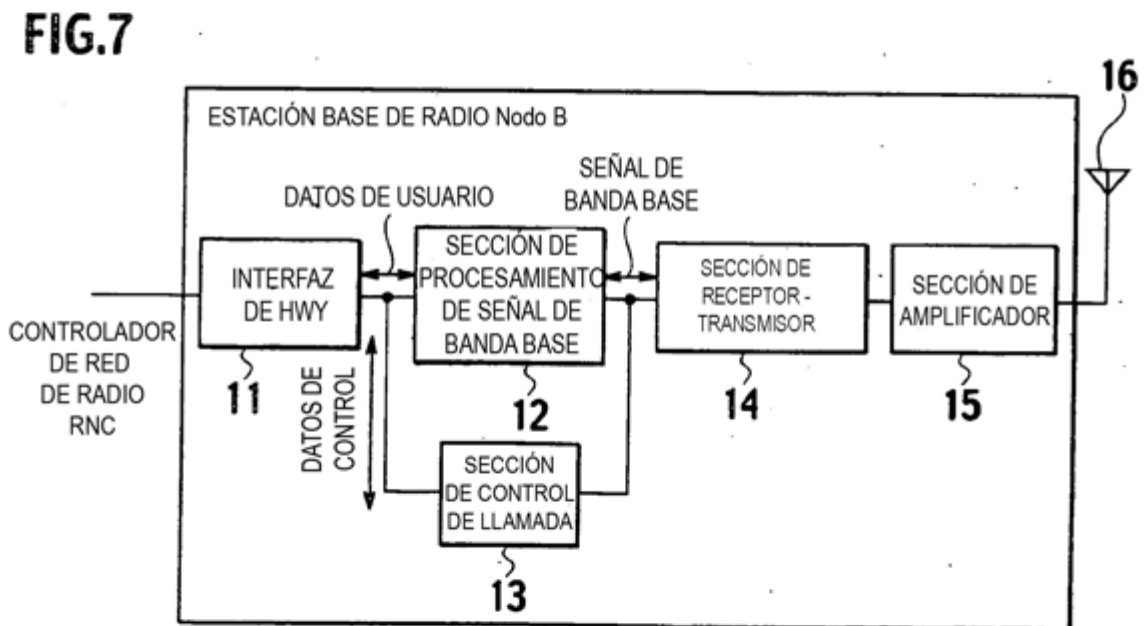 FIG.7
16
ESTACIÓN BASE DE RADIO Nodo B
DATOS DE USUARIO
SEÑAL DE
BANDA BASE
INTERFAZ
DE HWY
11
SECCIÓN DE
PROCESAMIENTO
DE SEÑAL DE
BANDA BASE
12
SECCIÓN DE
RECEPTOR -
TRANSMISOR
14
SECCIÓN DE
AMPLIFICADOR
15
CONTROLADOR
DE RED
DE RADIO
RNC
DATOS DE
CONTROL
SECCIÓN
DE CONTROL
DE LLAMADA
13